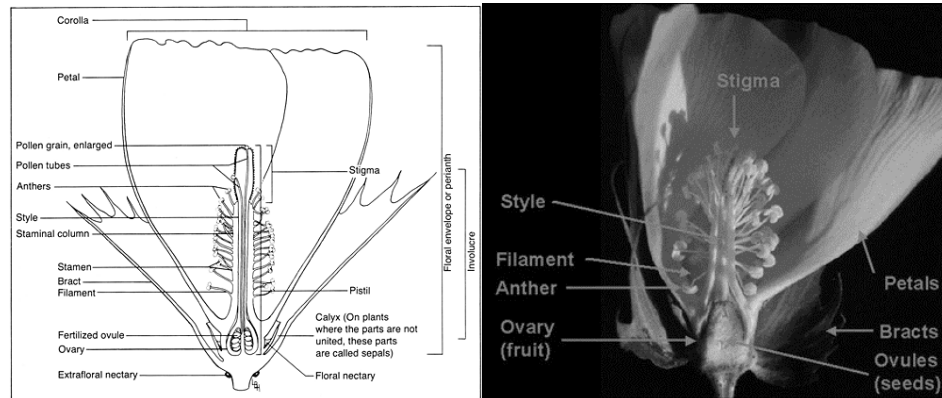 Corolla
Petal
Pollen grain, enlarged
Pollen tubes
Stigma
Anthers
Style
Staminal column
Stamen
Bract
Filament
Pistil
Calyx (On plants
where the parts are not
united, these parts
are called sepals)
Fertilized ovule
Ovary
Extrafloral nectary
Floral nectary
Floral envelope or perianth
Involucre
Stigma
Style
Filament
Anther
Petals
Ovary
(fruit)
Bracts
Ovules
(seeds)